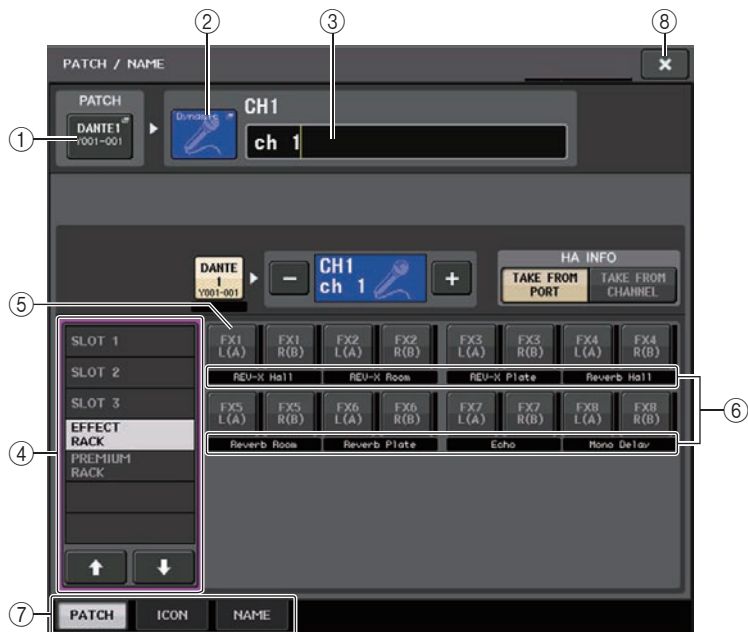 ② ③ ⑧
PATCH / NAME
PATCH
DANTE1
Y001-001
Dynamic
CH1
ch 1
①
DANTE
1
Y001-001
CH1
ch 1
HA INFO
TAKE FROM
PORT
TAKE FROM
CHANNEL
⑤
SLOT 1
SLOT 2
SLOT 3
EFFECT
RACK
PREMIUM
RACK
④
FX1 L(A) FX1 R(B) FX2 L(A) FX2 R(B) FX3 L(A) FX3 R(B) FX4 L(A) FX4 R(B)
REV-X Hall REV-X Room REV-X Plate Reverb Hall
FX5 L(A) FX5 R(B) FX6 L(A) FX6 R(B) FX7 L(A) FX7 R(B) FX8 L(A) FX8 R(B)
Reverb Room Reverb Plate Echo Mono Delay
⑥
⑦
PATCH ICON NAME